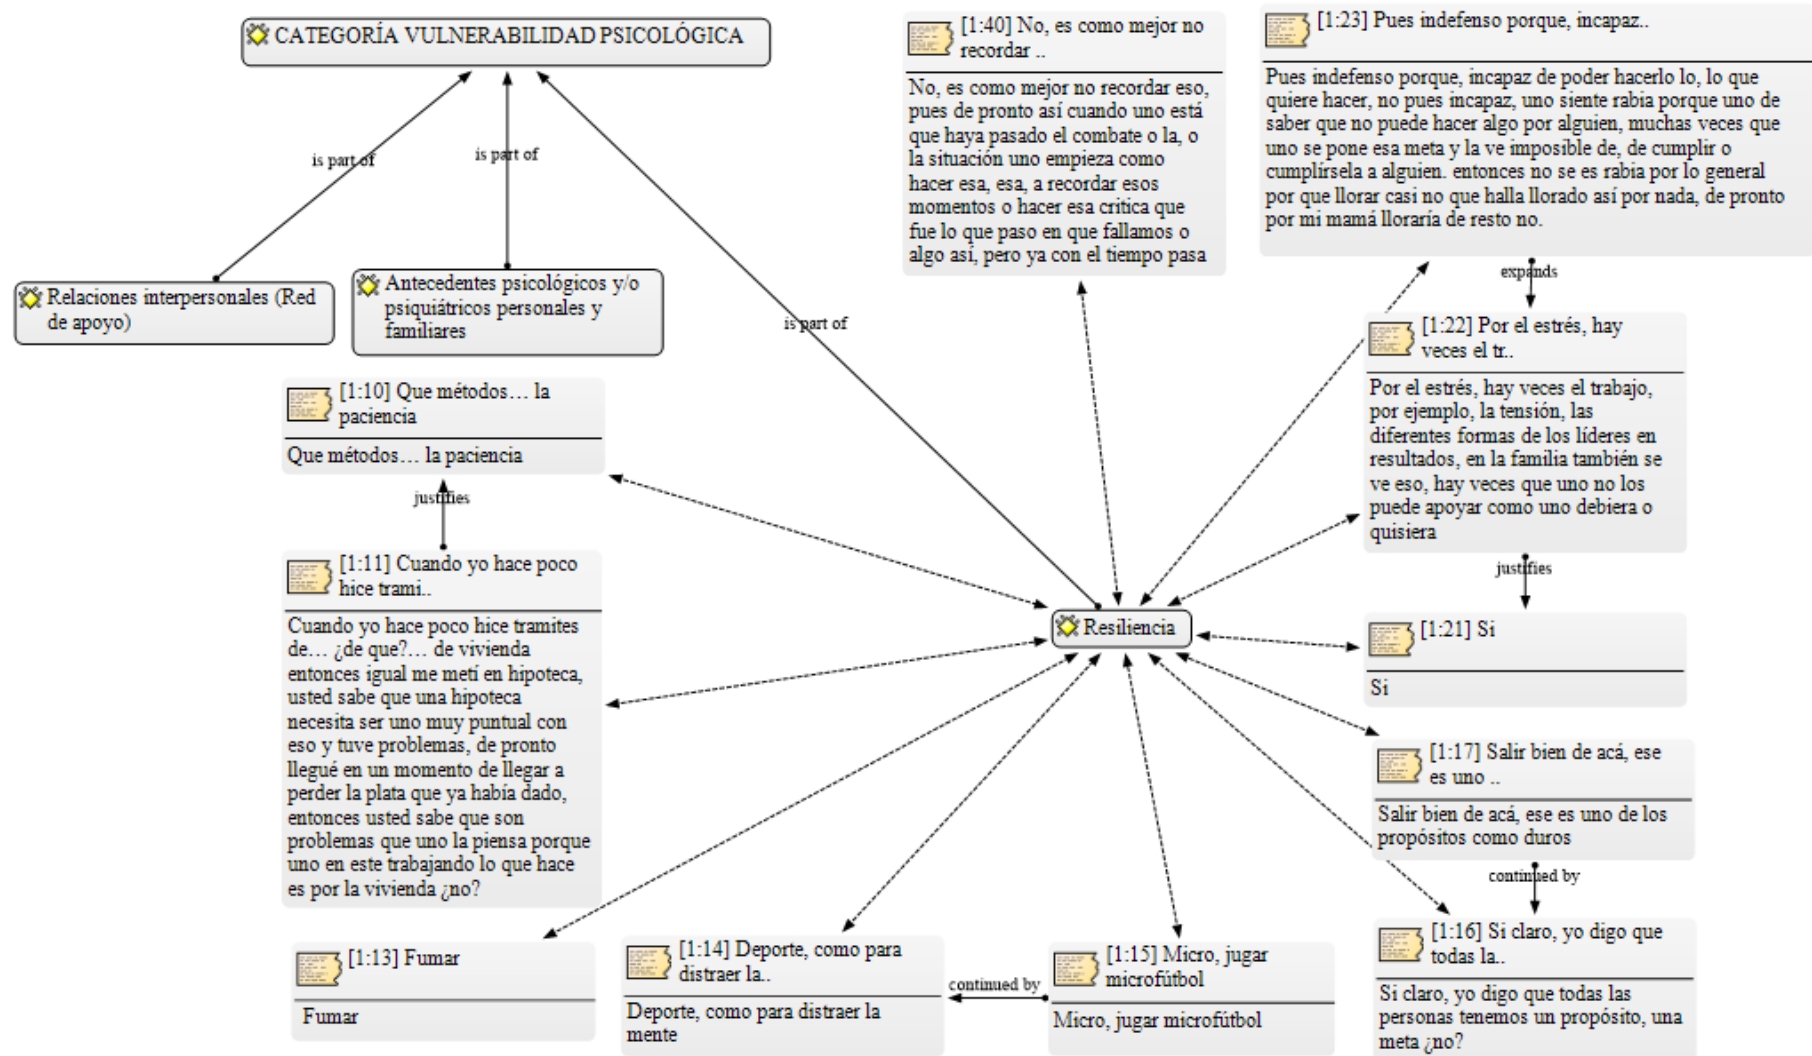 CATEGORÍA VULNERABILIDAD PSICOLÓGICA
is part of
is part of
is part of
Relaciones interpersonales (Red
de apoyo)
Antecedentes psicológicos y/o
psiquiátricos personales y
familiares
[1:40] No, es como mejor no
recordar ..
No, es como mejor no recordar eso,
pues de pronto así cuando uno está
que haya pasado el combate o la, o
la situación uno empieza como
hacer esa, esa, a recordar esos
momentos o hacer esa critica que
fue lo que paso en que fallamos o
algo así, pero ya con el tiempo pasa
[1:23] Pues indefenso porque, incapaz..
Pues indefenso porque, incapaz de poder hacerlo lo, lo que
quiere hacer, no pues incapaz, uno siente rabia porque uno de
saber que no puede hacer algo por alguien, muchas veces que
uno se pone esa meta y la ve imposible de, de cumplir o
cumplírsela a alguien. entonces no se es rabia por lo general
por que llorar casi no que halla llorado así por nada, de pronto
por mi mamá lloraría de resto no.
expands
[1:22] Por el estrés, hay
veces el tr..
Por el estrés, hay veces el trabajo,
por ejemplo, la tensión, las
diferentes formas de los líderes en
resultados, en la familia también se
ve eso, hay veces que uno no los
puede apoyar como uno debiera o
quisiera
justifies
[1:21] Si
Si
[1:10] Que métodos… la
paciencia
Que métodos… la paciencia
justifies
[1:11] Cuando yo hace poco
hice trami..
Cuando yo hace poco hice tramites
de… ¿de que?… de vivienda
entonces igual me metí en hipoteca,
usted sabe que una hipoteca
necesita ser uno muy puntual con
eso y tuve problemas, de pronto
llegué en un momento de llegar a
perder la plata que ya había dado,
entonces usted sabe que son
problemas que uno la piensa porque
uno en este trabajando lo que hace
es por la vivienda ¿no?
Resiliencia
[1:17] Salir bien de acá, ese
es uno ..
Salir bien de acá, ese es uno de los
propósitos como duros
continued by
[1:16] Si claro, yo digo que
todas la..
Si claro, yo digo que todas las
personas tenemos un propósito, una
meta ¿no?
[1:13] Fumar
Fumar
[1:14] Deporte, como para
distraer la..
Deporte, como para distraer la
mente
continued by
[1:15] Micro, jugar
microfútbol
Micro, jugar microfútbol